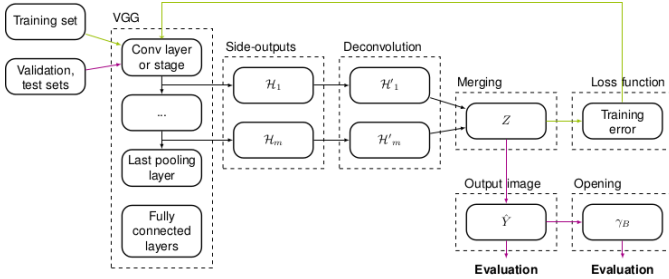 Training set
Validation,
test sets
VGG
Conv layer
or stage
...
Last pooling
layer
Fully
connected
layers
Side-outputs
ℋ₁
ℋₘ
Deconvolution
ℋ'₁
ℋ'ₘ
Merging
Z
Loss function
Training
error
Output image
Ŷ
Evaluation
Opening
γ_B
Evaluation